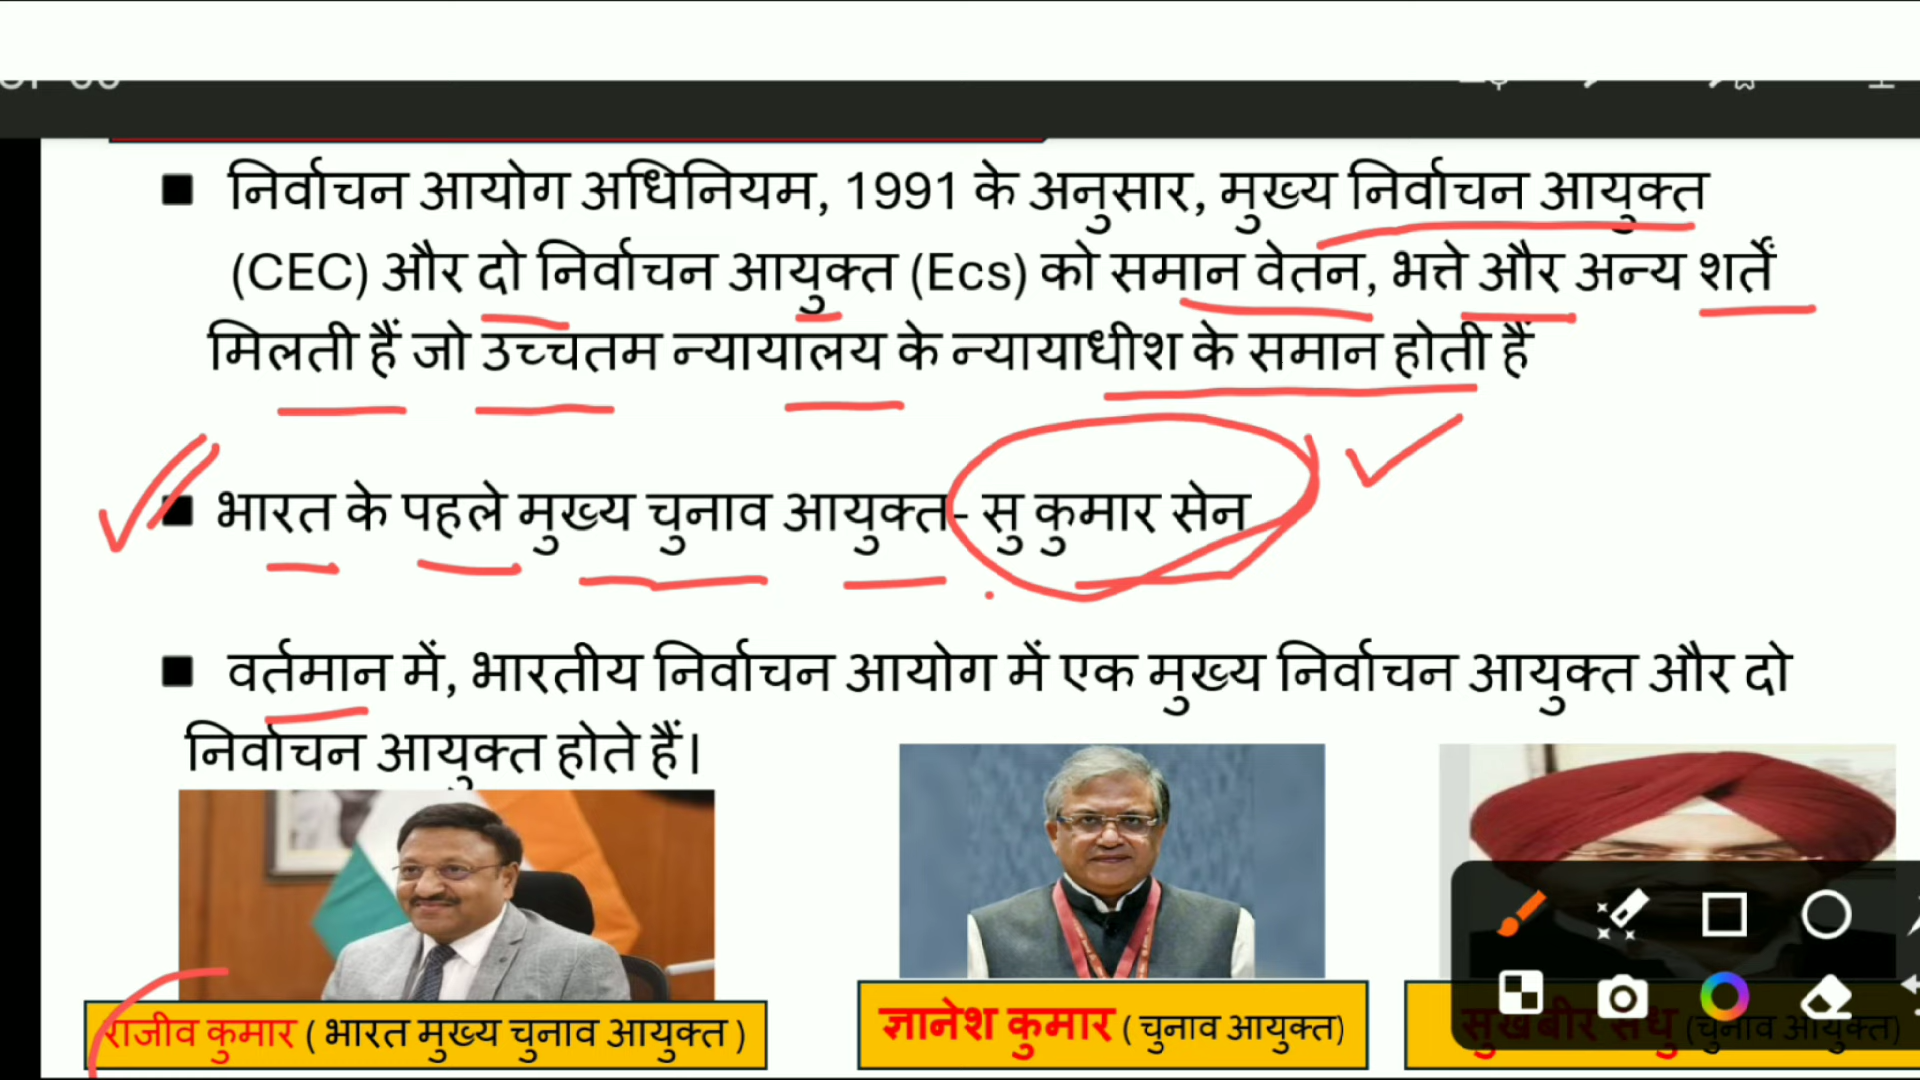 ■ निर्वाचन आयोग अधिनियम, 1991 के अनुसार, मुख्य निर्वाचन आयुक्त
(CEC) और दो निर्वाचन आयुक्त (Ecs) को समान वेतन, भत्ते और अन्य शर्तें
मिलती हैं जो उच्चतम न्यायालय के न्यायाधीश के समान होती हैं
■ भारत के पहले मुख्य चुनाव आयुक्त- सु कुमार सेन
■ वर्तमान में, भारतीय निर्वाचन आयोग में एक मुख्य निर्वाचन आयुक्त और दो
निर्वाचन आयुक्त होते हैं।
राजीव कुमार ( भारत मुख्य चुनाव आयुक्त )
ज्ञानेश कुमार ( चुनाव आयुक्त)
सुखबीर संधु (चुनाव आयुक्त)